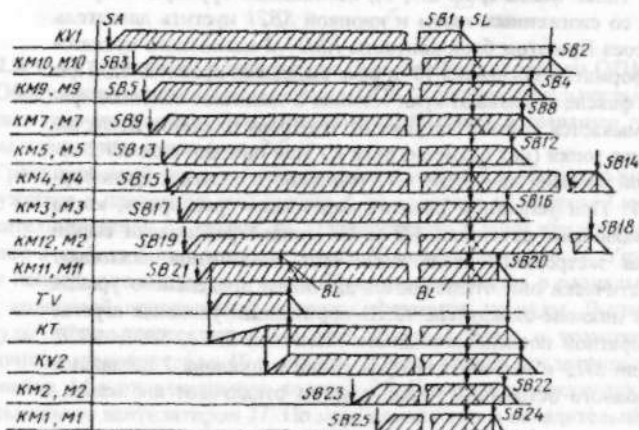 SA SB1 SL
KV1 SB2
KM10, M10 SB3 SB4
KM9, M9 SB5 SB8
KM7, M7 SB9 SB12
KM5, M5 SB13 SB14
KM4, M4 SB15 SB16
KM3, M3 SB17 SB18
KM12, M2 SB19 SB20
KM11, M11 SB21 BL BL
TV
KT
KV2 SB22
KM2, M2 SB23 SB24
KM1, M1 SB25